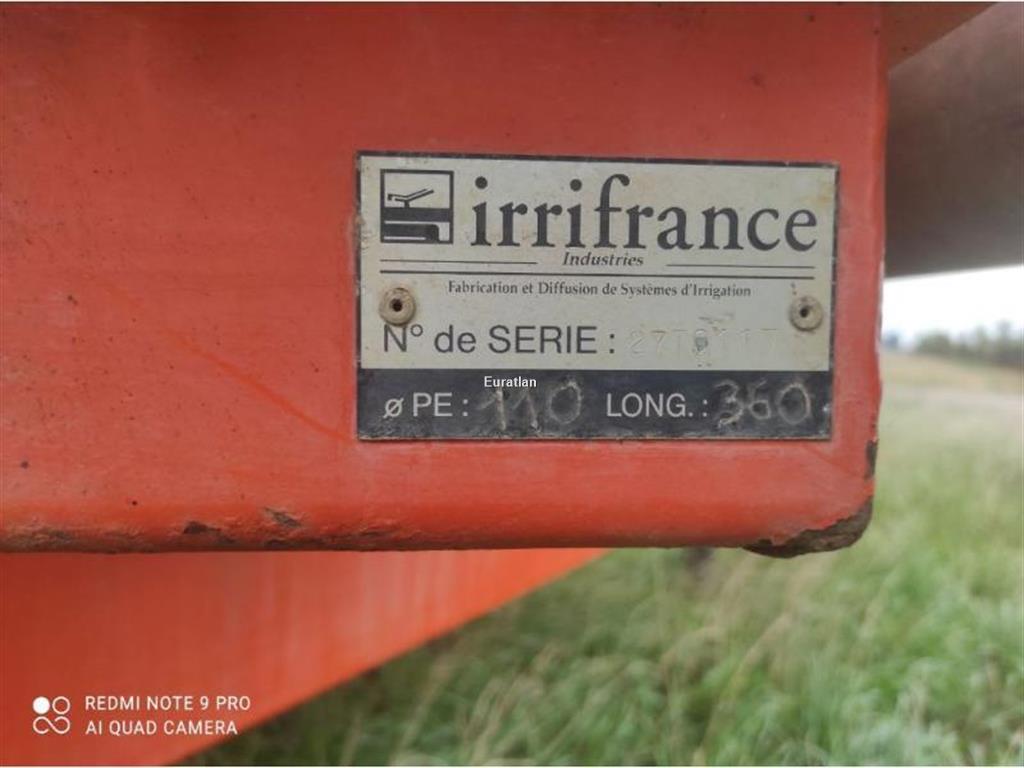 irrifrance
Industries
Fabrication et Diffusion de Systèmes d'Irrigation
N° de SERIE :
Euratlan
ø PE : 110 LONG. : 360
REDMI NOTE 9 PRO
AI QUAD CAMERA